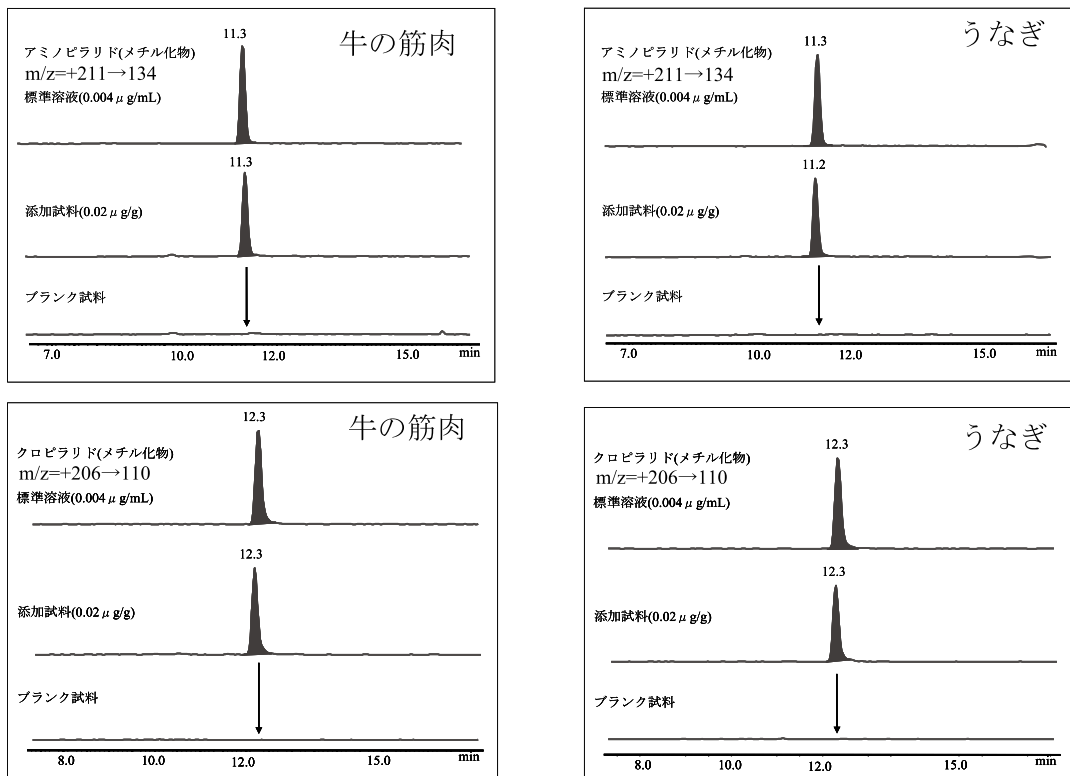 牛の筋肉
11.3
アミノピラリド(メチル化物)
m/z=+211→134
標準溶液(0.004μg/mL)
11.3
添加試料(0.02μg/g)
ブランク試料
7.0 10.0 12.0 15.0 min
うなぎ
11.3
アミノピラリド(メチル化物)
m/z=+211→134
標準溶液(0.004μg/mL)
11.2
添加試料(0.02μg/g)
ブランク試料
7.0 10.0 12.0 15.0 min
牛の筋肉
12.3
クロピラリド(メチル化物)
m/z=+206→110
標準溶液(0.004μg/mL)
12.3
添加試料(0.02μg/g)
ブランク試料
8.0 10.0 12.0 15.0 min
うなぎ
12.3
クロピラリド(メチル化物)
m/z=+206→110
標準溶液(0.004μg/mL)
12.3
添加試料(0.02μg/g)
ブランク試料
8.0 10.0 12.0 15.0 min